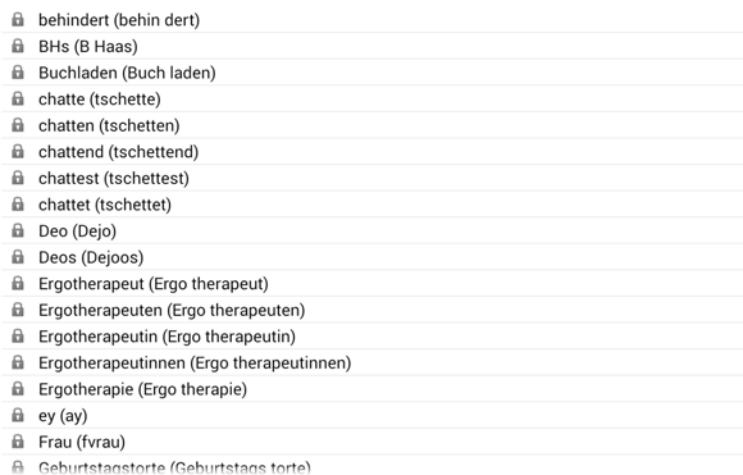 behindert (behin dert)
BHs (B Haas)
Buchladen (Buch laden)
chatte (tschette)
chatten (tschetten)
chattend (tschettend)
chattest (tschettest)
chattet (tschettet)
Deo (Dejo)
Deos (Dejoos)
Ergotherapeut (Ergo therapeut)
Ergotherapeuten (Ergo therapeuten)
Ergotherapeutin (Ergo therapeutin)
Ergotherapeutinnen (Ergo therapeutinnen)
Ergotherapie (Ergo therapie)
ey (ay)
Frau (fvrau)
Geburtstagstorte (Geburtstags torte)